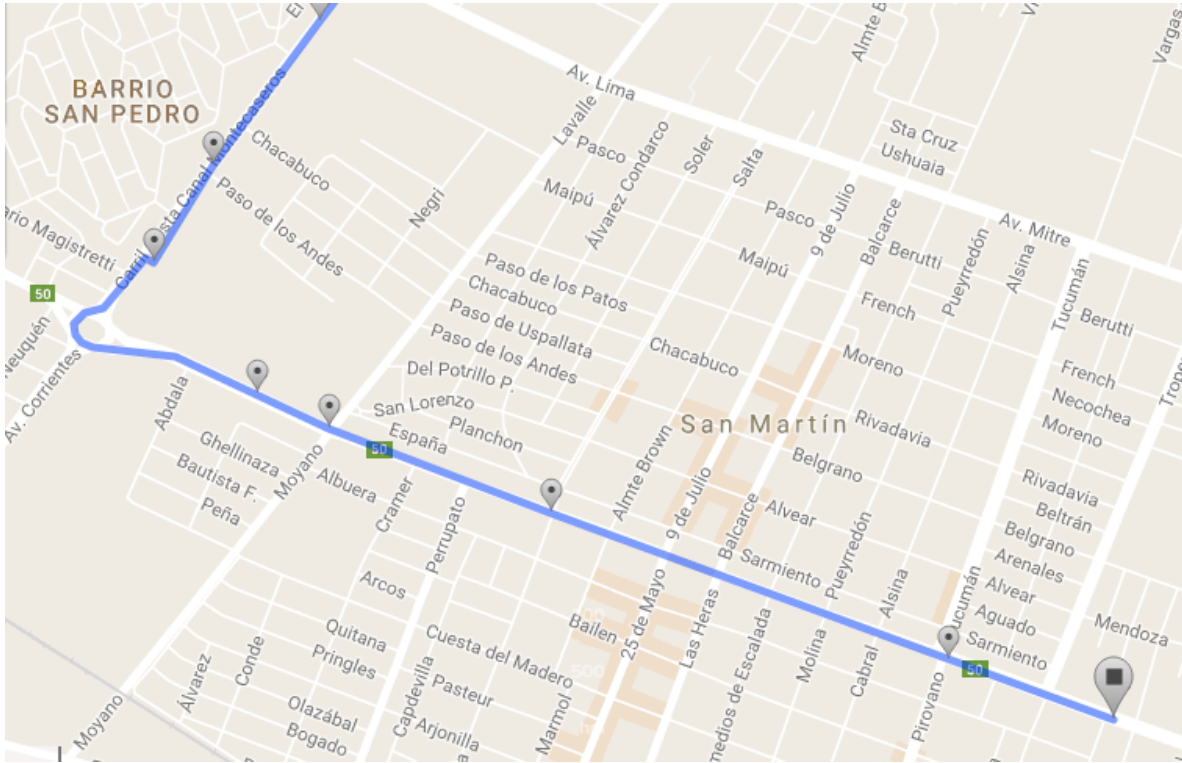 BARRIO
SAN PEDRO
Chacabuco
Paso de los Andes
Negri
Av. Lima
Lavalle
Pasco
Maipú
Álvarez Condarco
Soler
Salta
Almte B
Sta Cruz
Ushuaia
Vargas
Pasco
Maipú
9 de Julio
Balcarce
Berutti
French
Pueyrredón
Alsina
Av. Mitre
Tucumán
Berutti
Magistretti
50
Neuquén
Av. Corrientes
Paso de los Patos
Chacabuco
Paso de Uspallata
Paso de los Andes
Del Potrillo P.
San Lorenzo
Planchon
España
50
Chacabuco
San Martín
Moreno
Rivadavia
Belgrano
Alvear
French
Necochea
Moreno
Rivadavia
Beltrán
Belgrano
Arenales
Alvear
Aguado
Sarmiento
Mendoza
Abdala
Ghellinaza
Bautista F.
Peña
Moyano
Albuera
Cramer
Perrupato
Almte Brown
9 de Julio
Balcarce
Sarmiento
Pueyrredón
Alsina
50
Arcos
Quitana
Pringles
Cuesta del Madero
Pasteur
Arjonilla
Bailen
25 de Mayo
Las Heras
Molina
Cabral
Pirovano
Moyano
Álvarez
Conde
Olazábal
Bogado
Capdevilla
Marmol